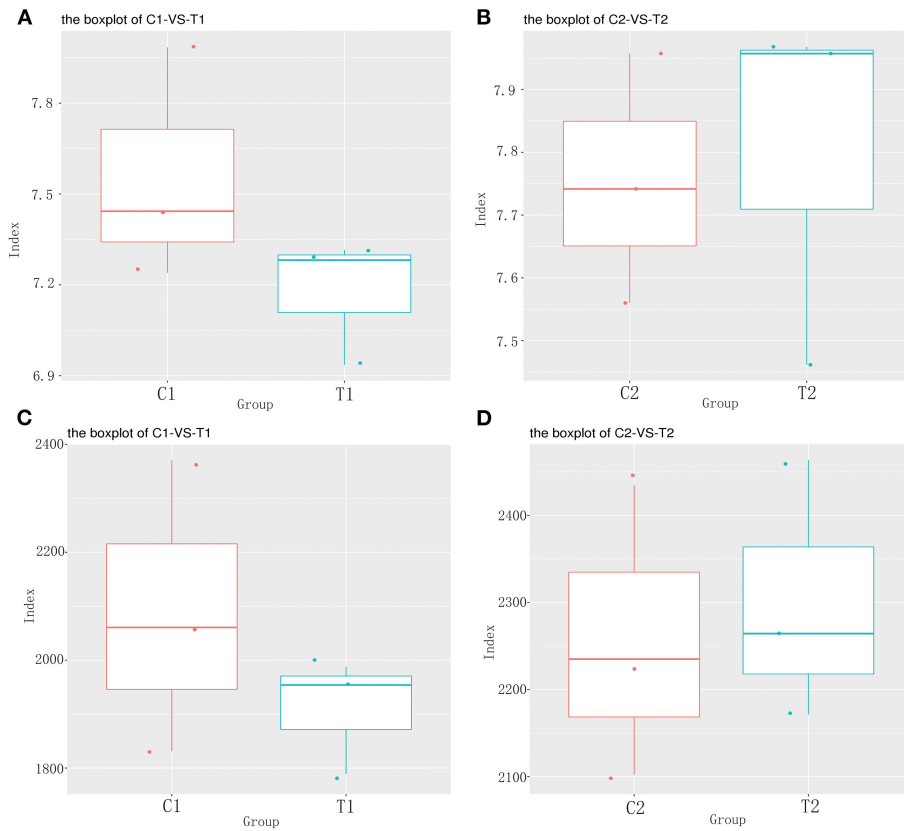 A
the boxplot of C1-VS-T1
7.8
7.5
7.2
6.9
Index
C1
T1
Group
B
the boxplot of C2-VS-T2
7.9
7.8
7.7
7.6
7.5
Index
C2
T2
Group
C
the boxplot of C1-VS-T1
2400
2200
2000
1800
Index
C1
T1
Group
D
the boxplot of C2-VS-T2
2400
2300
2200
2100
Index
C2
T2
Group